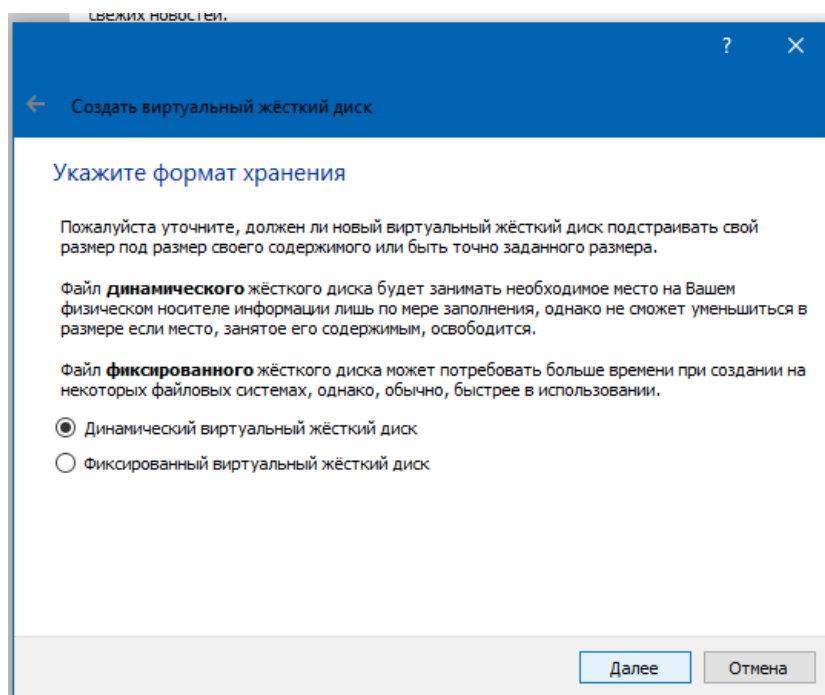 свежих новостей.
?
Создать виртуальный жёсткий диск
Укажите формат хранения
Пожалуйста уточните, должен ли новый виртуальный жёсткий диск подстраивать свой
размер под размер своего содержимого или быть точно заданного размера.
Файл динамического жёсткого диска будет занимать необходимое место на Вашем
физическом носителе информации лишь по мере заполнения, однако не сможет уменьшиться в
размере если место, занятое его содержимым, освободится.
Файл фиксированного жёсткого диска может потребовать больше времени при создании на
некоторых файловых системах, однако, обычно, быстрее в использовании.
Динамический виртуальный жёсткий диск
Фиксированный виртуальный жёсткий диск
Далее
Отмена